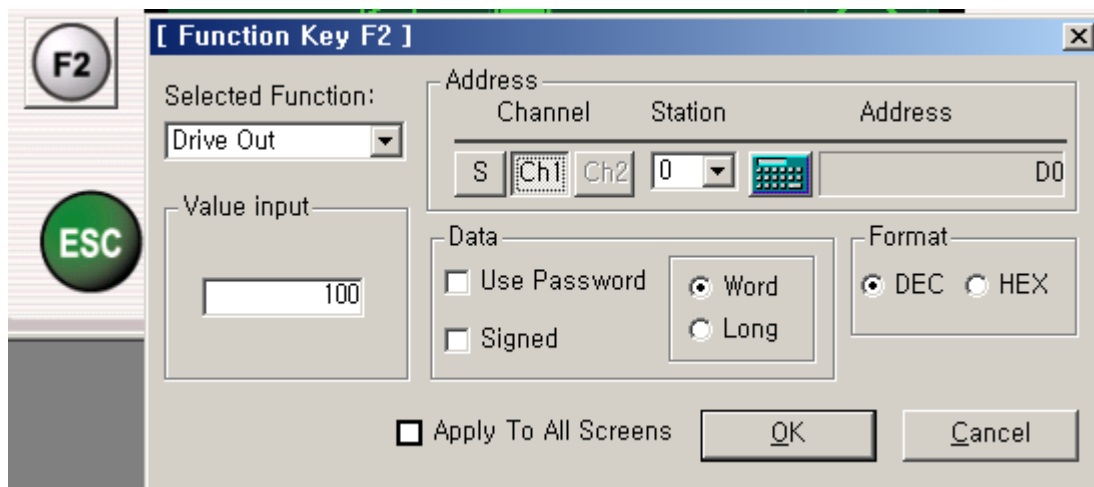 F2
ESC
[ Function Key F2 ]
Selected Function:
Drive Out
Value input
100
Address
Channel Station Address
S Ch1 Ch2 0 D0
Data
Use Password
Signed
Word
Long
Format
DEC HEX
Apply To All Screens
OK
Cancel